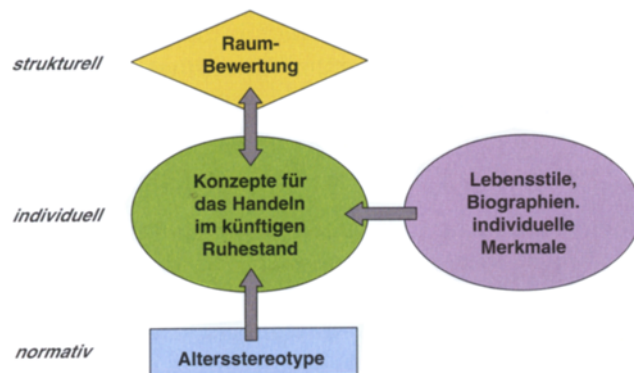 strukturell
Raum-
Bewertung
individuell
Konzepte für
das Handeln
im künftigen
Ruhestand
Lebensstile,
Biographien.
individuelle
Merkmale
normativ
Altersstereotype